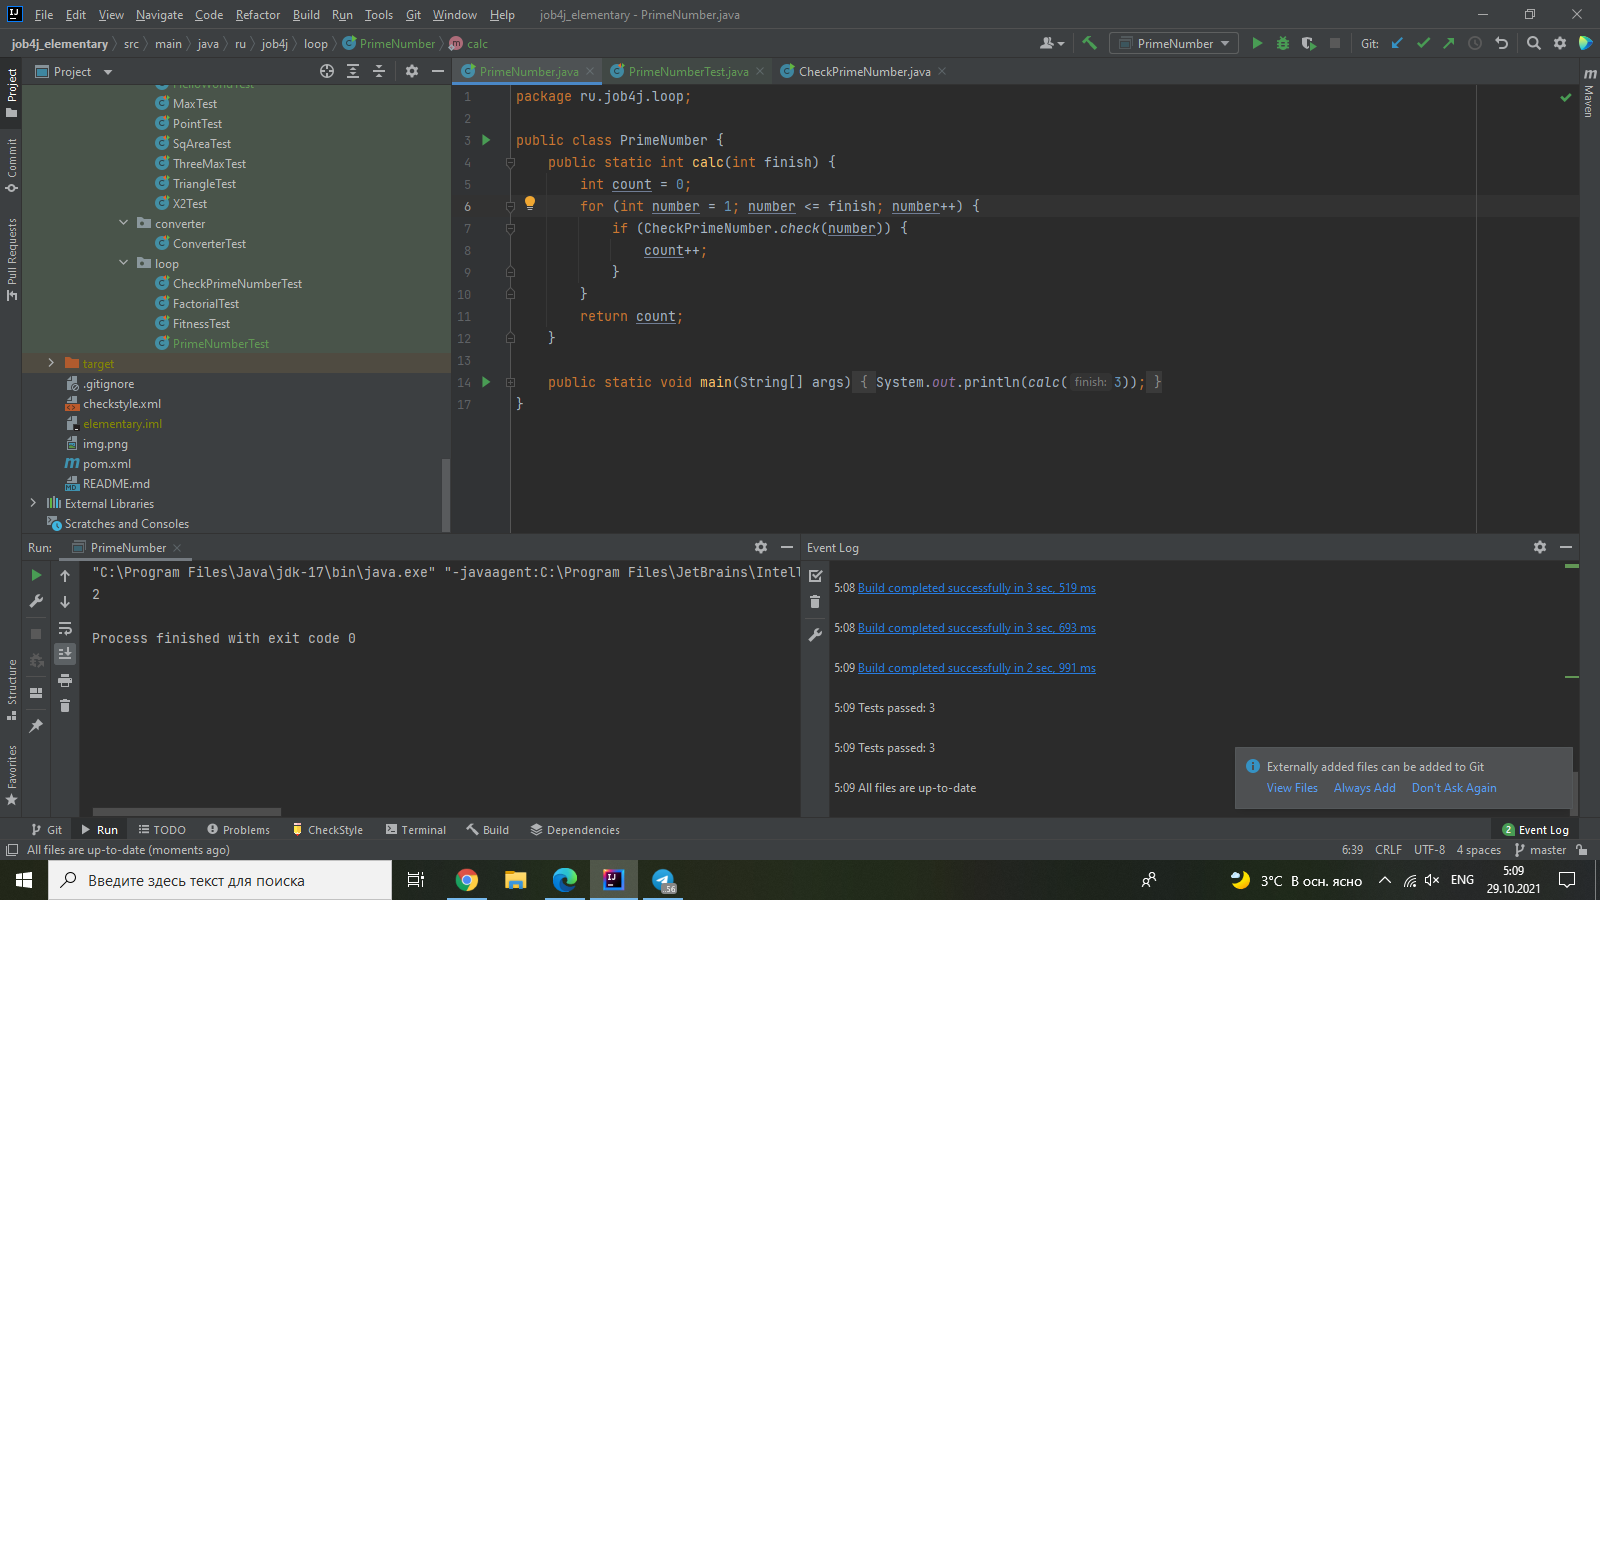 File Edit View Navigate Code Refactor Build Run Tools Git Window Help job4j_elementary - PrimeNumber.java
job4j_elementary src main java ru job4j loop PrimeNumber calc
PrimeNumber Git:
Project
PrimeNumber.java PrimeNumberTest.java CheckPrimeNumber.java
Project
Commit
Pull Requests
Structure
Favorites
Maven
HelloWorldTest
MaxTest
PointTest
SqAreaTest
ThreeMaxTest
TriangleTest
X2Test
converter
ConverterTest
loop
CheckPrimeNumberTest
FactorialTest
FitnessTest
PrimeNumberTest
target
.gitignore
checkstyle.xml
elementary.iml
img.png
pom.xml
README.md
External Libraries
Scratches and Consoles
1 package ru.job4j.loop;
2
3 public class PrimeNumber {
4 public static int calc(int finish) {
5 int count = 0;
6 for (int number = 1; number <= finish; number++) {
7 if (CheckPrimeNumber.check(number)) {
8 count++;
9 }
10 }
11 return count;
12 }
13
14 public static void main(String[] args) { System.out.println(calc( finish: 3)); }
17 }
Run: PrimeNumber
"C:\Program Files\Java\jdk-17\bin\java.exe" "-javaagent:C:\Program Files\JetBrains\Intell
2
Process finished with exit code 0
Event Log
5:08 Build completed successfully in 3 sec, 519 ms
5:08 Build completed successfully in 3 sec, 693 ms
5:09 Build completed successfully in 2 sec, 991 ms
5:09 Tests passed: 3
5:09 Tests passed: 3
5:09 All files are up-to-date
Externally added files can be added to Git
View Files Always Add Don't Ask Again
Git Run TODO Problems CheckStyle Terminal Build Dependencies 2 Event Log
All files are up-to-date (moments ago) 6:39 CRLF UTF-8 4 spaces master
Введите здесь текст для поиска
56
3°C В осн. ясно
ENG
5:09
29.10.2021